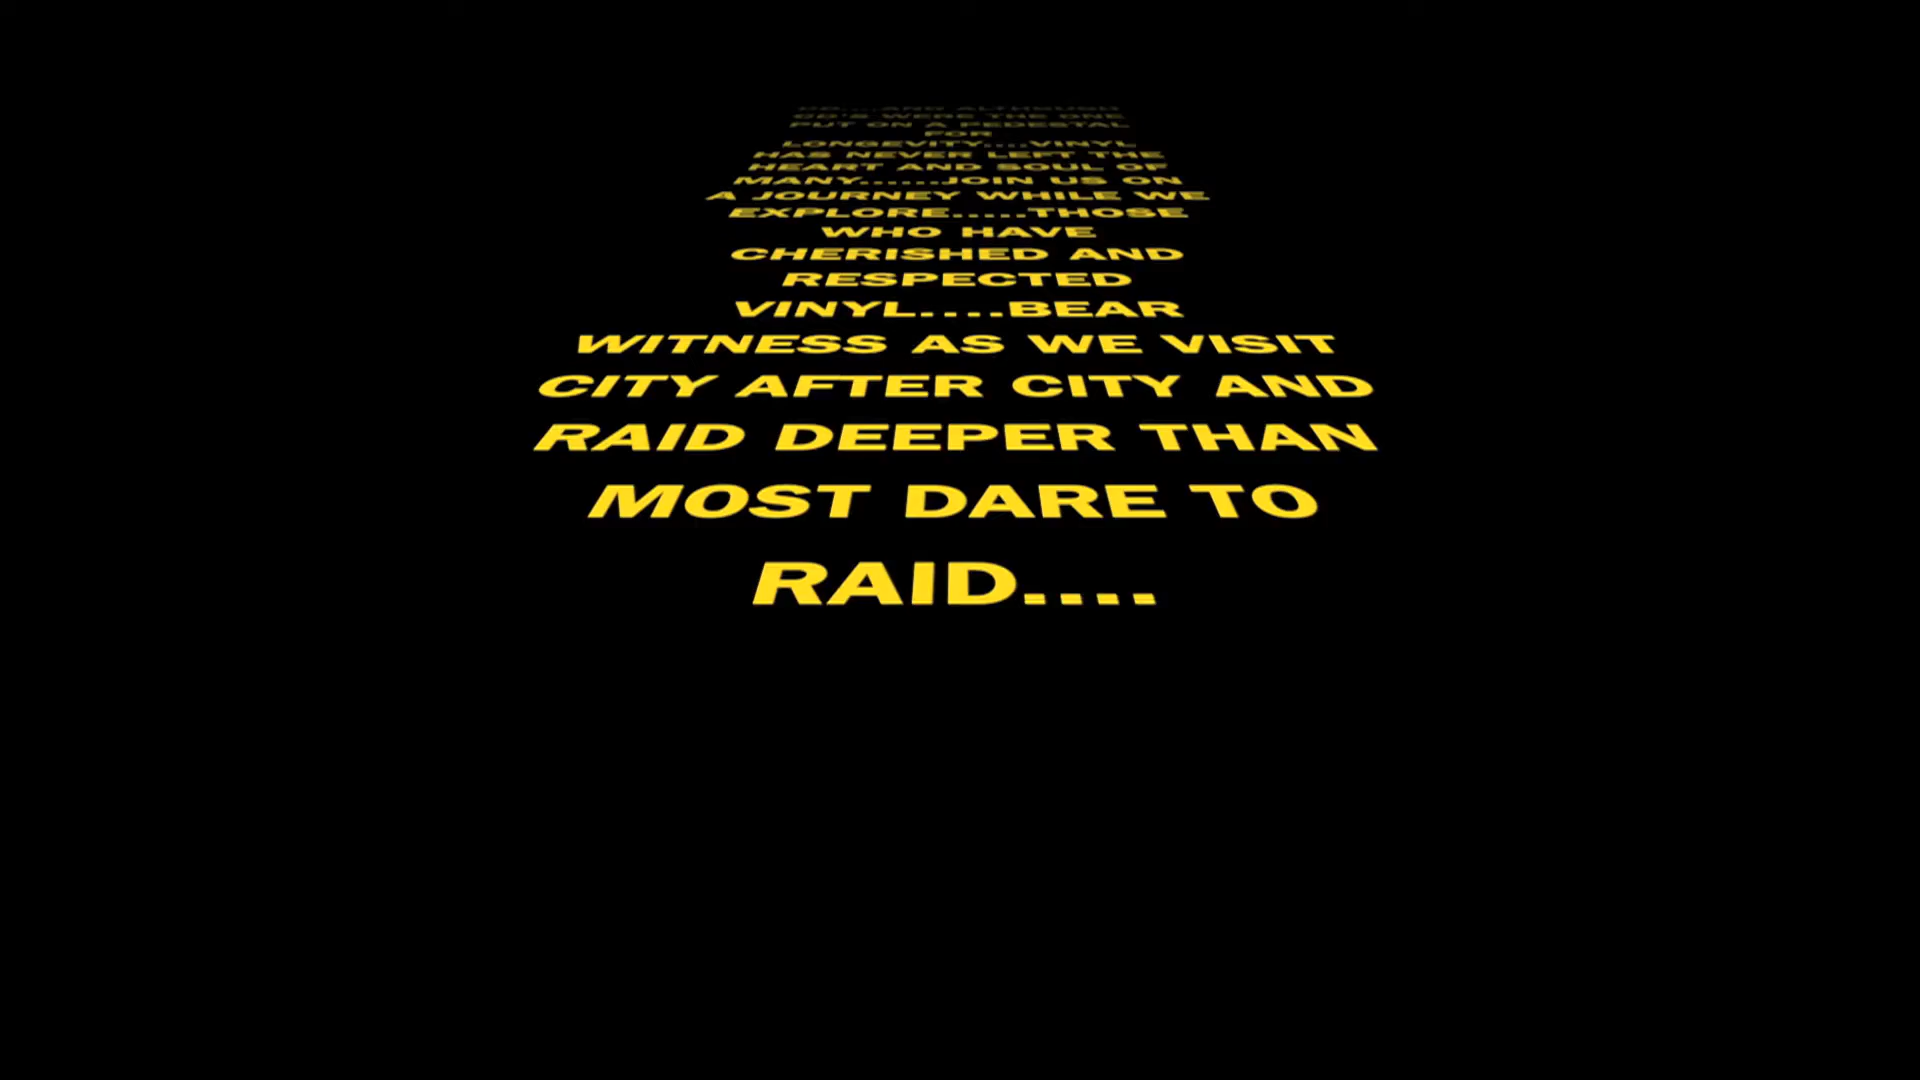 CD....AND ALTHOUGH
CD'S WERE THE ONE
PUT ON A PEDESTAL
FOR
LONGEVITY....VINYL
HAS NEVER LEFT THE
HEART AND SOUL OF
MANY......JOIN US ON
A JOURNEY WHILE WE
EXPLORE.....THOSE
WHO HAVE
CHERISHED AND
RESPECTED
VINYL....BEAR
WITNESS AS WE VISIT
CITY AFTER CITY AND
RAID DEEPER THAN
MOST DARE TO
RAID....